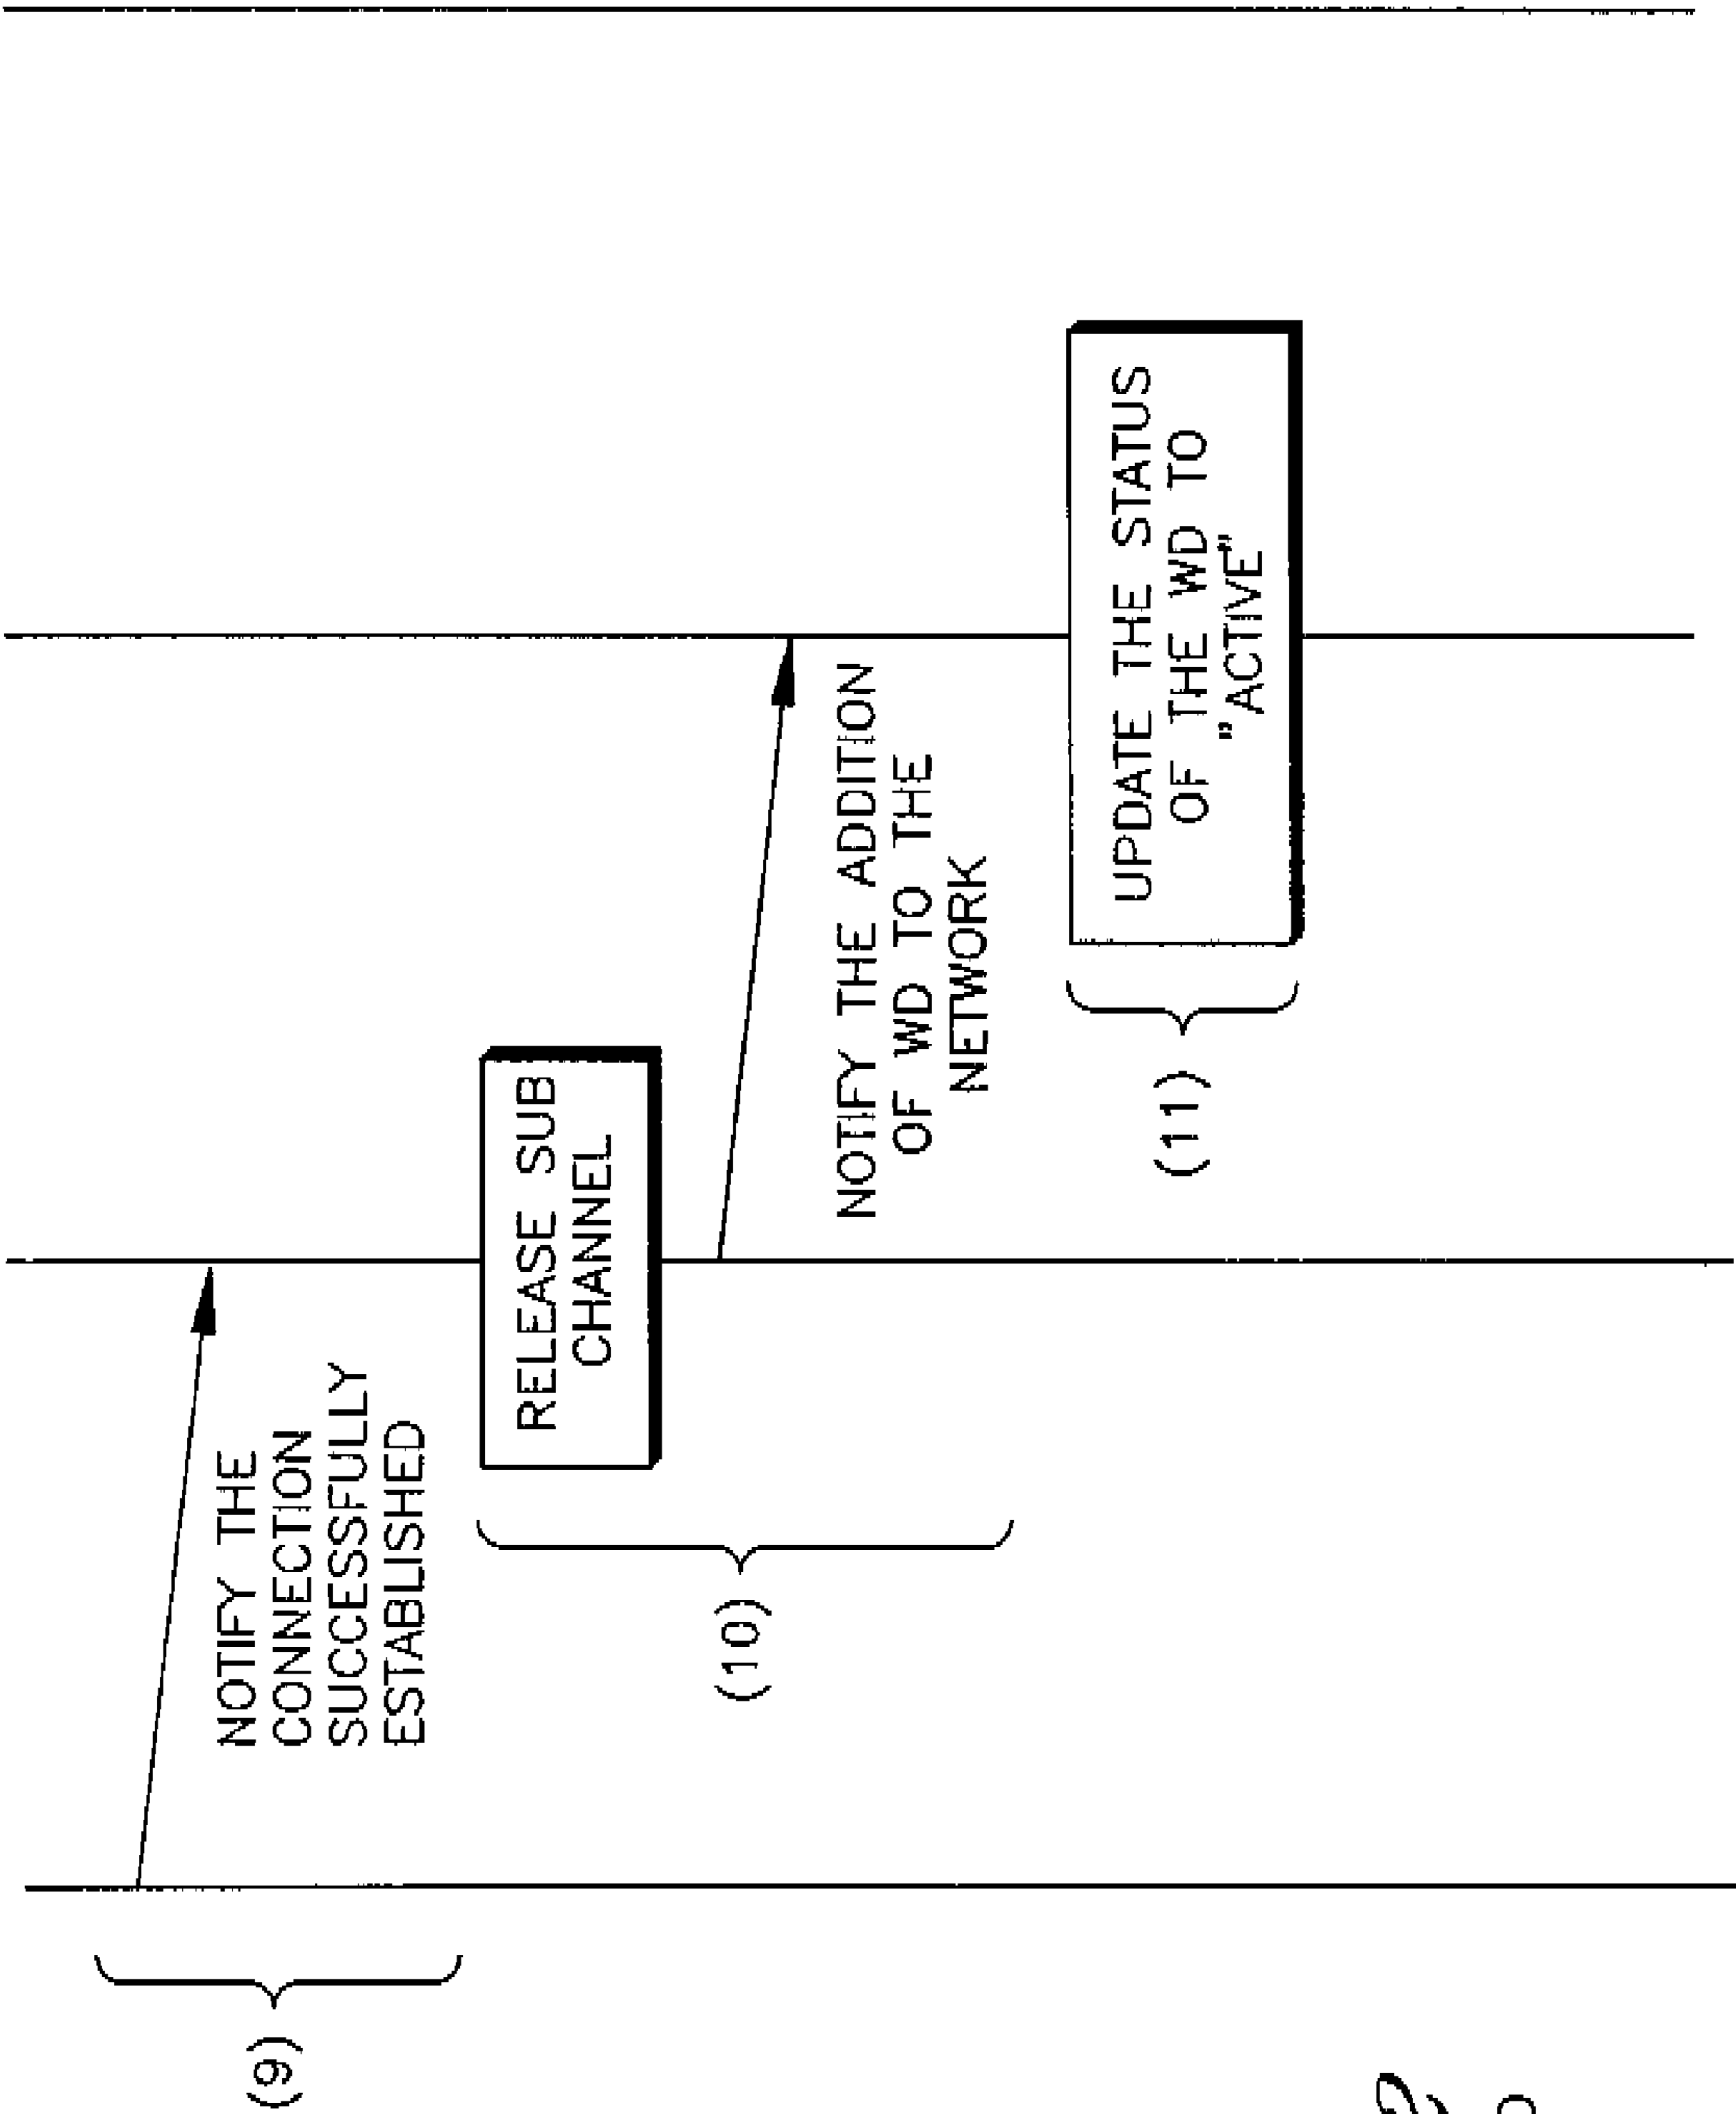 (9)
NOTIFY THE
CONNECTION
SUCCESSFULLY
ESTABLISHED
(10)
RELEASE SUB
CHANNEL
NOTIFY THE ADDITION
OF WD TO THE
NETWORK
(11)
UPDATE THE STATUS
OF THE WD TO
"ACTIVE"